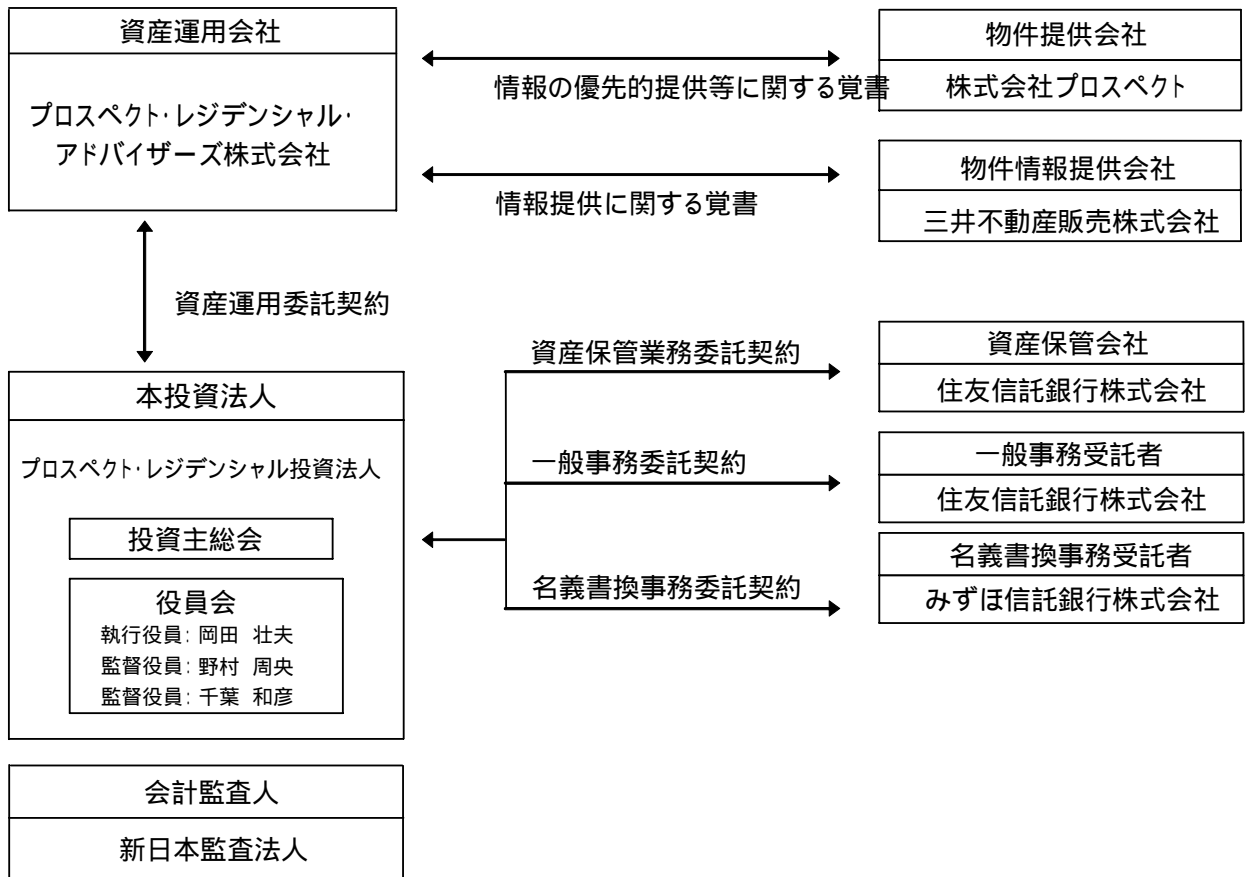 資産運用会社
プロスペクト・レジデンシャル・
アドバイザーズ株式会社
情報の優先的提供等に関する覚書
物件提供会社
株式会社プロスペクト
情報提供に関する覚書
物件情報提供会社
三井不動産販売株式会社
資産運用委託契約
本投資法人
プロスペクト・レジデンシャル投資法人
投資主総会
役員会
執行役員: 岡田 壮夫
監督役員: 野村 周央
監督役員: 千葉 和彦
資産保管業務委託契約
資産保管会社
住友信託銀行株式会社
一般事務委託契約
一般事務受託者
住友信託銀行株式会社
名義書換事務委託契約
名義書換事務受託者
みずほ信託銀行株式会社
会計監査人
新日本監査法人